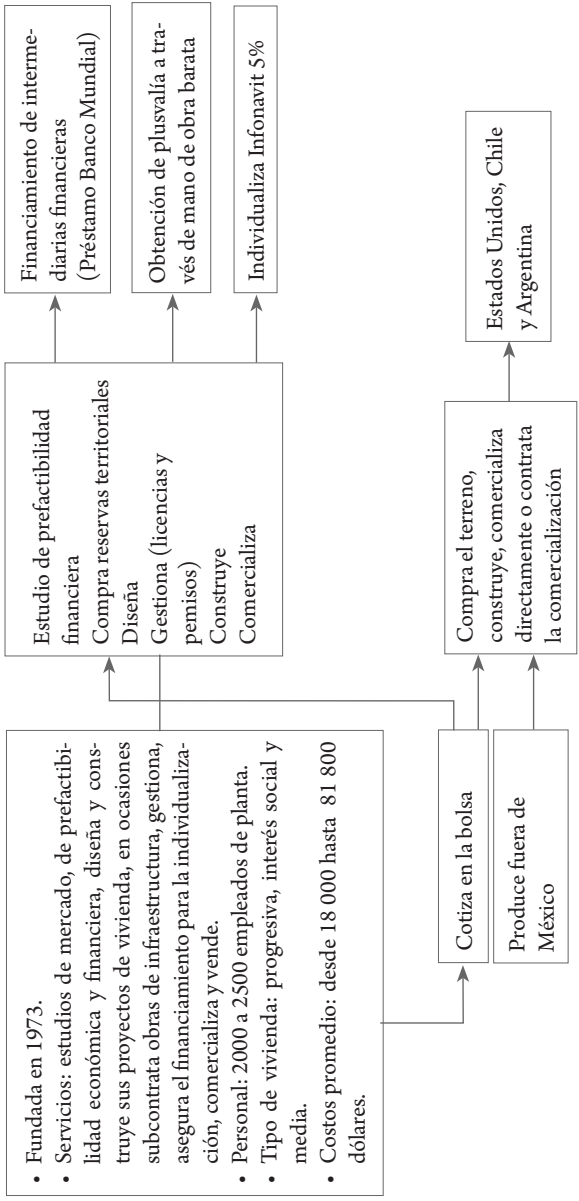 • Fundada en 1973.
• Servicios: estudios de mercado, de prefactibi-
lidad económica y financiera, diseña y cons-
truye sus proyectos de vivienda, en ocasiones
subcontrata obras de infraestructura, gestiona,
asegura el financiamiento para la individualiza-
ción, comercializa y vende.
• Personal: 2000 a 2500 empleados de planta.
• Tipo de vivienda: progresiva, interés social y
media.
• Costos promedio: desde 18 000 hasta 81 800
dólares.
Estudio de prefactibilidad
financiera
Compra reservas territoriales
Diseña
Gestiona (licencias y
pemisos)
Construye
Comercializa
Financiamiento de interme-
diarias financieras
(Préstamo Banco Mundial)
Obtención de plusvalía a tra-
vés de mano de obra barata
Individualiza Infonavit 5%
Cotiza en la bolsa
Produce fuera de
México
Compra el terreno,
construye, comercializa
directamente o contrata
la comercialización
Estados Unidos, Chile
y Argentina